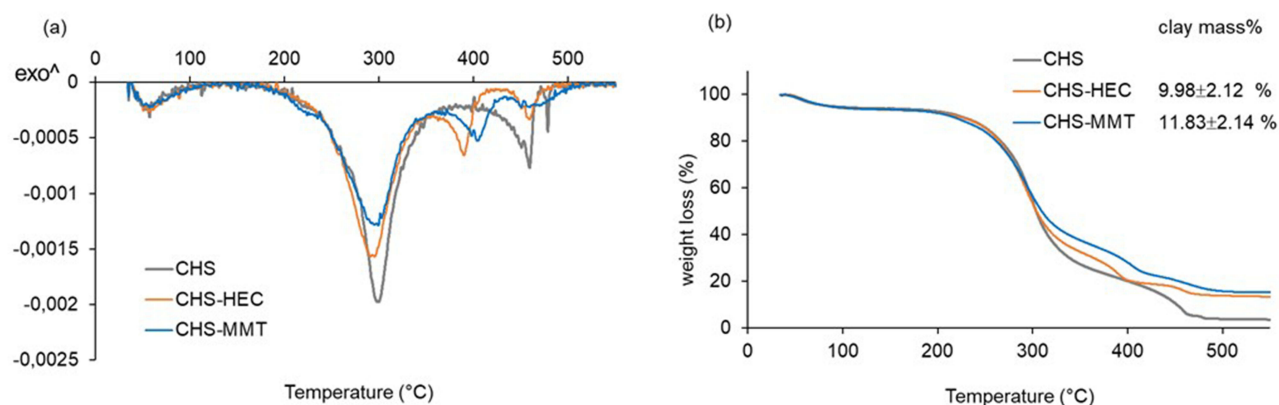 (a)
0 100 200 300 400 500
exo^
0
-0,0005
-0,001
-0,0015
-0,002
-0,0025
CHS
CHS-HEC
CHS-MMT
Temperature (°C)
(b)
clay mass%
CHS
CHS-HEC 9.98±2.12 %
CHS-MMT 11.83±2.14 %
weight loss (%)
100
80
60
40
20
0
0 100 200 300 400 500
Temperature (°C)